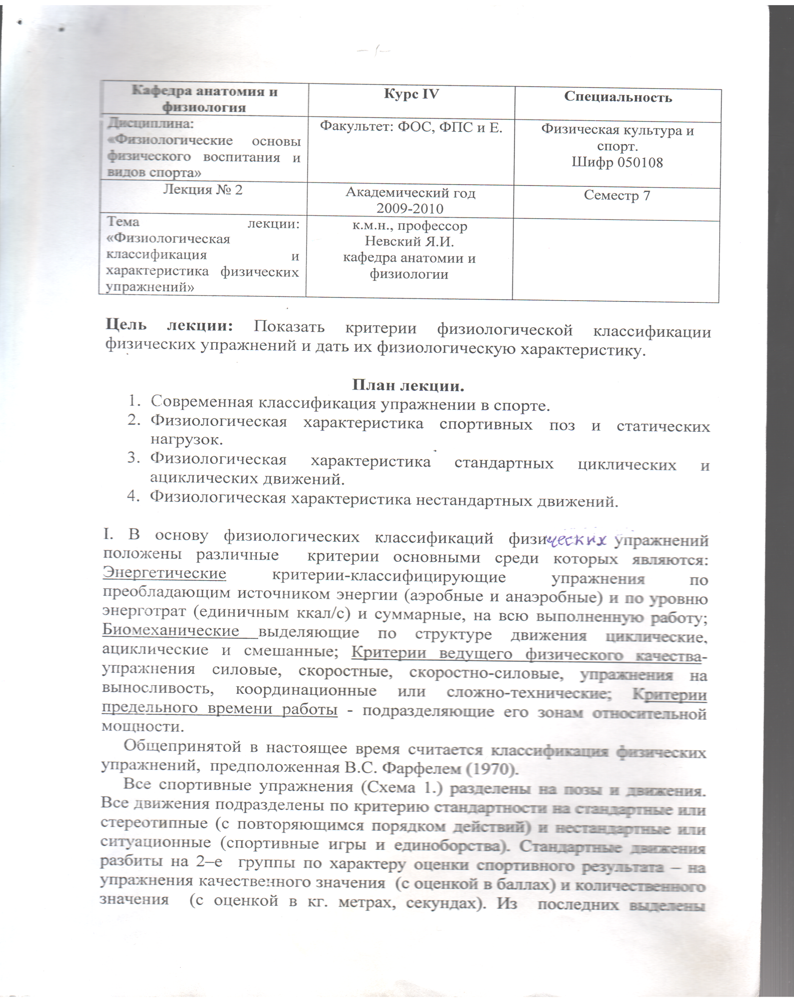 — 1 —
Кафедра анатомия и
физиология
Курс IV
Специальность
Дисциплина:
«Физиологические основы
физического воспитания и
видов спорта»
Факультет: ФОС, ФПС и Е.
Физическая культура и
спорт.
Шифр 050108
Лекция № 2
Академический год
2009-2010
Семестр 7
Тема лекции:
«Физиологическая
классификация и
характеристика физических
упражнений»
к.м.н., профессор
Невский Я.И.
кафедра анатомии и
физиологии
Цель лекции: Показать критерии физиологической классификации
физических упражнений и дать их физиологическую характеристику.
План лекции.
1. Современная классификация упражнении в спорте.
2. Физиологическая характеристика спортивных поз и статических
нагрузок.
3. Физиологическая характеристика стандартных циклических и
ациклических движений.
4. Физиологическая характеристика нестандартных движений.
I. В основу физиологических классификаций физических упражнений
положены различные критерии основными среди которых являются:
Энергетические критерии-классифицирующие упражнения по
преобладающим источником энергии (аэробные и анаэробные) и по уровню
энерготрат (единичным ккал/с) и суммарные, на всю выполненную работу;
Биомеханические выделяющие по структуре движения циклические,
ациклические и смешанные; Критерии ведущего физического качества-
упражнения силовые, скоростные, скоростно-силовые, упражнения на
выносливость, координационные или сложно-технические; Критерии
предельного времени работы - подразделяющие его зонам относительной
мощности.
Общепринятой в настоящее время считается классификация физических
упражнений, предположенная В.С. Фарфелем (1970).
Все спортивные упражнения (Схема 1.) разделены на позы и движения.
Все движения подразделены по критерию стандартности на стандартные или
стереотипные (с повторяющимся порядком действий) и нестандартные или
ситуационные (спортивные игры и единоборства). Стандартные движения
разбиты на 2–е группы по характеру оценки спортивного результата – на
упражнения качественного значения (с оценкой в баллах) и количественного
значения (с оценкой в кг. метрах, секундах). Из последних выделены